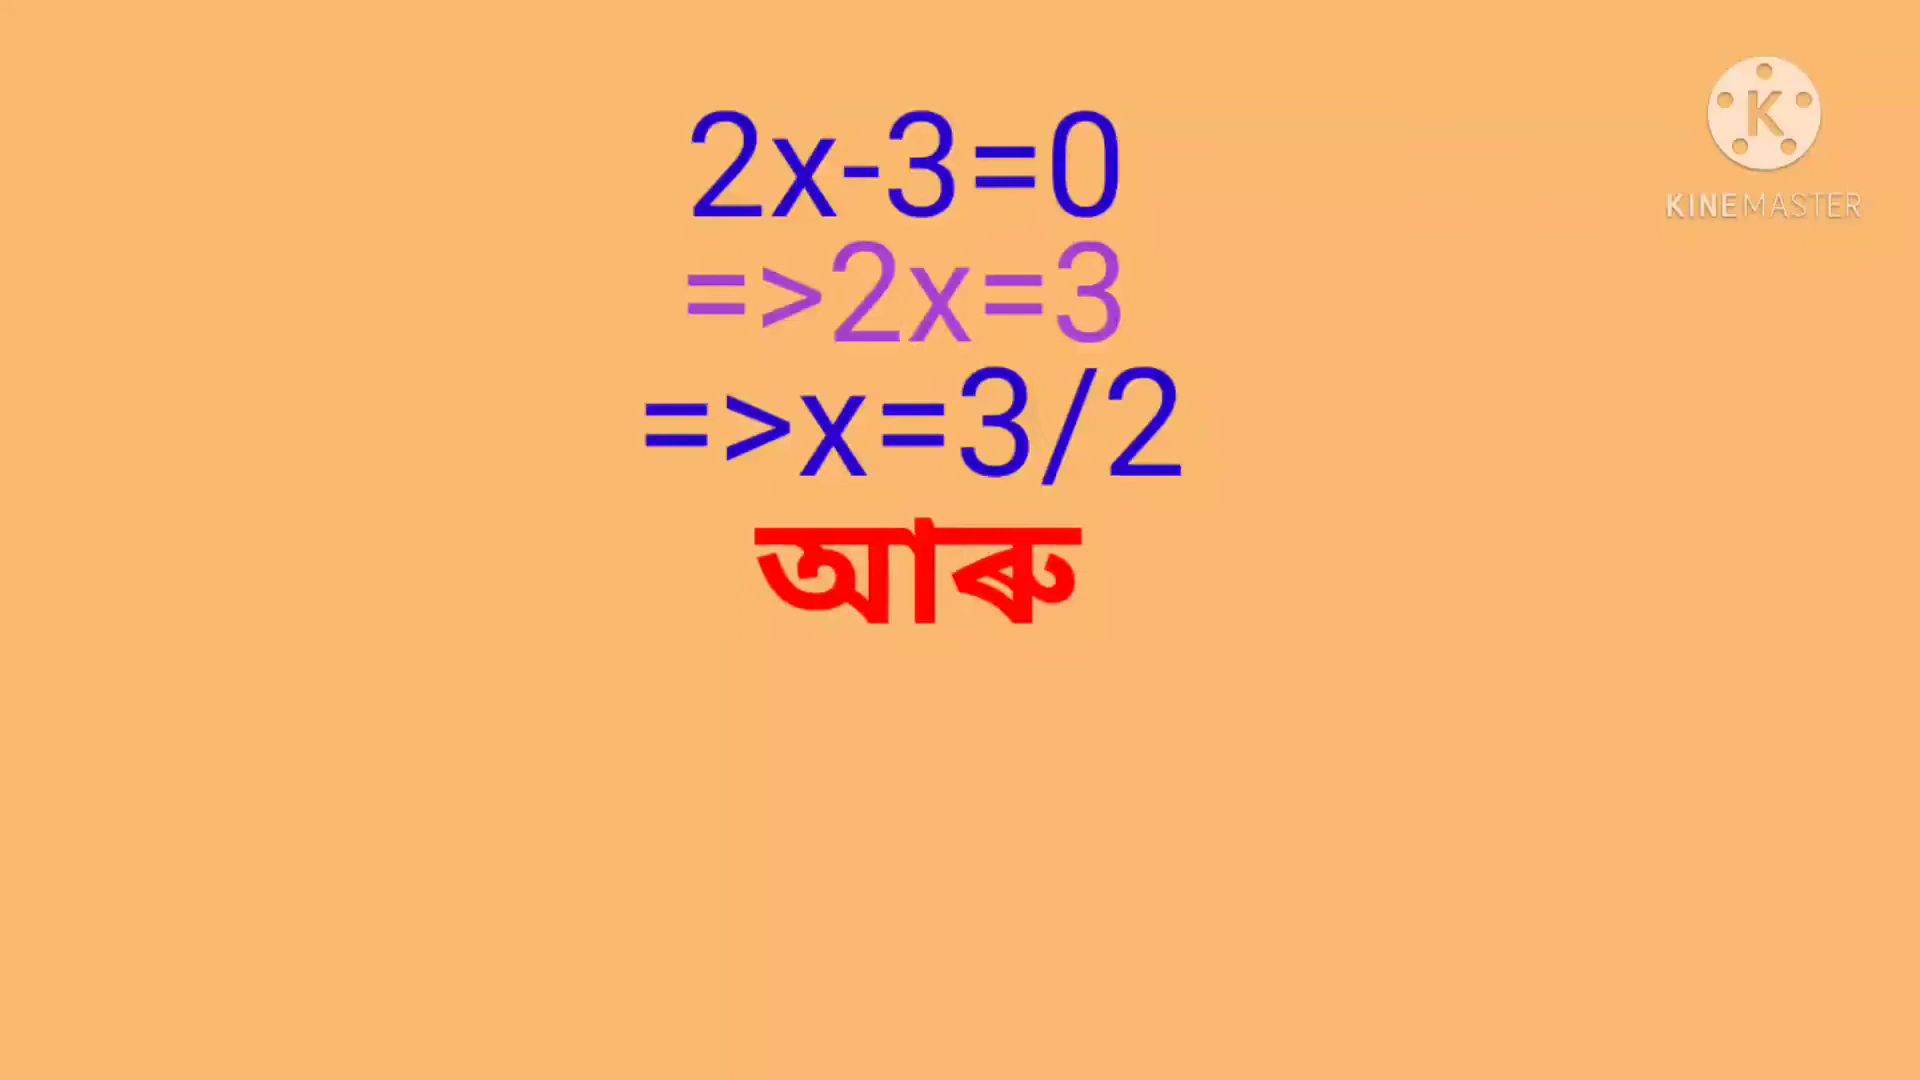 2x-3=0
=>2x=3
=>x=3/2
আৰু
K
KINEMASTER